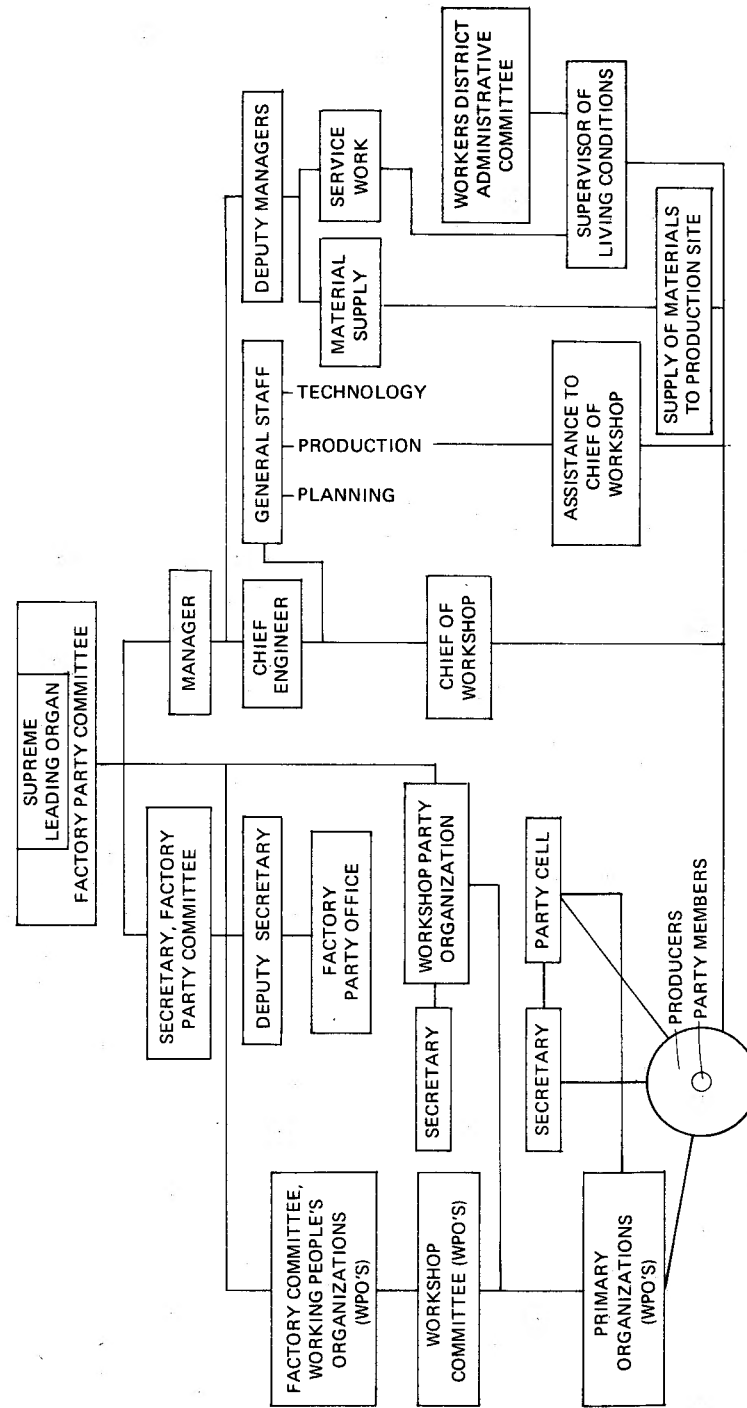 SUPREME
LEADING ORGAN
FACTORY PARTY COMMITTEE
SECRETARY, FACTORY
PARTY COMMITTEE
MANAGER
DEPUTY SECRETARY
CHIEF
ENGINEER
GENERAL STAFF
PLANNING
PRODUCTION
TECHNOLOGY
DEPUTY MANAGERS
FACTORY
PARTY OFFICE
MATERIAL
SUPPLY
SERVICE
WORK
FACTORY COMMITTEE,
WORKING PEOPLE'S
ORGANIZATIONS
(WPO'S)
WORKSHOP
COMMITTEE (WPO'S)
SECRETARY
WORKSHOP PARTY
ORGANIZATION
CHIEF OF
WORKSHOP
WORKERS DISTRICT
ADMINISTRATIVE
COMMITTEE
SECRETARY
PARTY CELL
ASSISTANCE TO
CHIEF OF
WORKSHOP
SUPERVISOR OF
LIVING CONDITIONS
PRIMARY
ORGANIZATIONS
(WPO'S)
PRODUCERS
PARTY MEMBERS
SUPPLY OF MATERIALS
TO PRODUCTION SITE